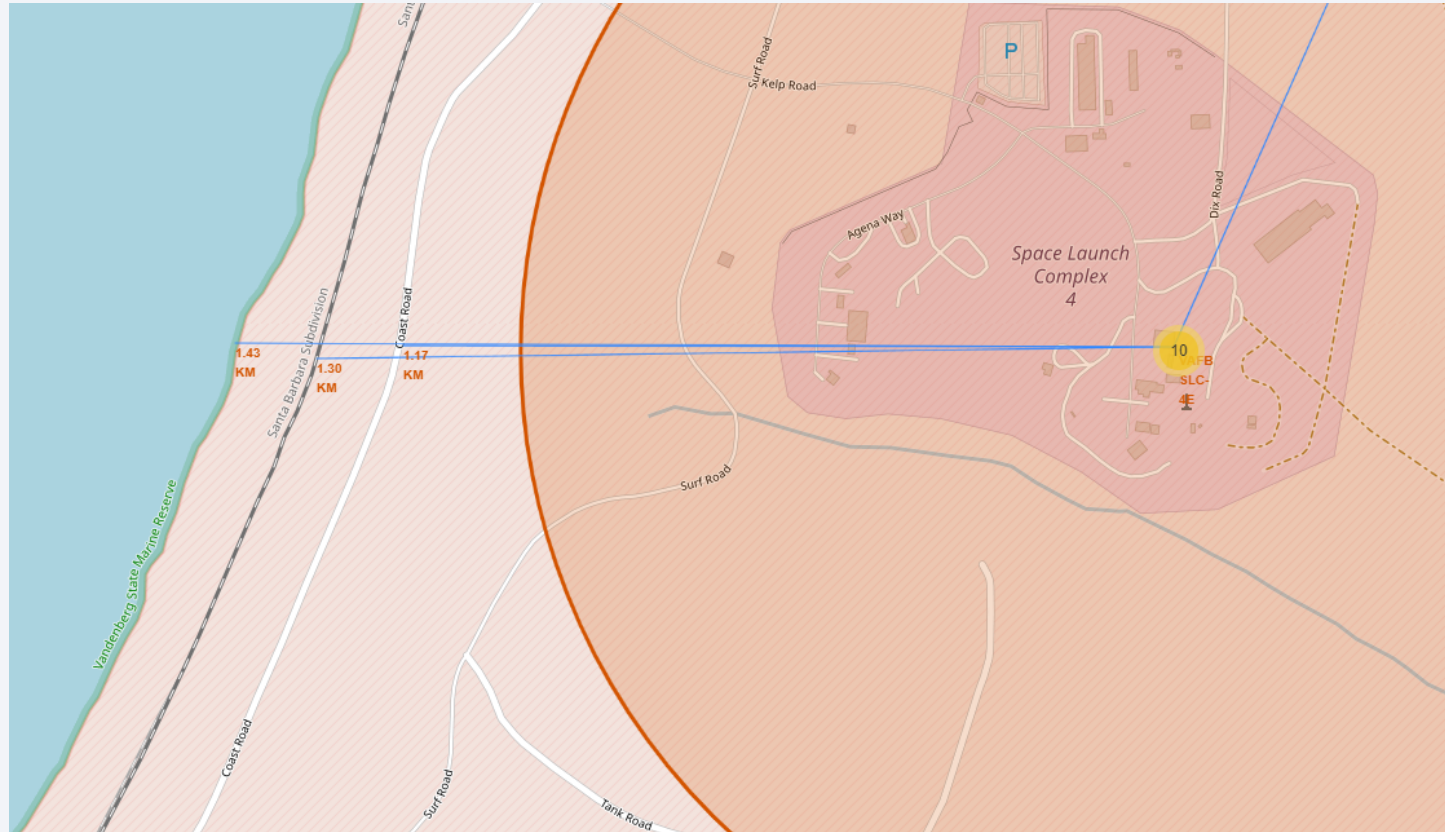 Sant
Surf Road
P
Kelp Road
Dix Road
Agena Way
Space Launch
Complex
4
Coast Road
Santa Barbara Subdivision
1.43
KM
1.30
KM
1.17
KM
10
VAFB
SLC-
4E
Surf Road
Vandenberg State Marine Reserve
Coast Road
Surf Road
Tank Road